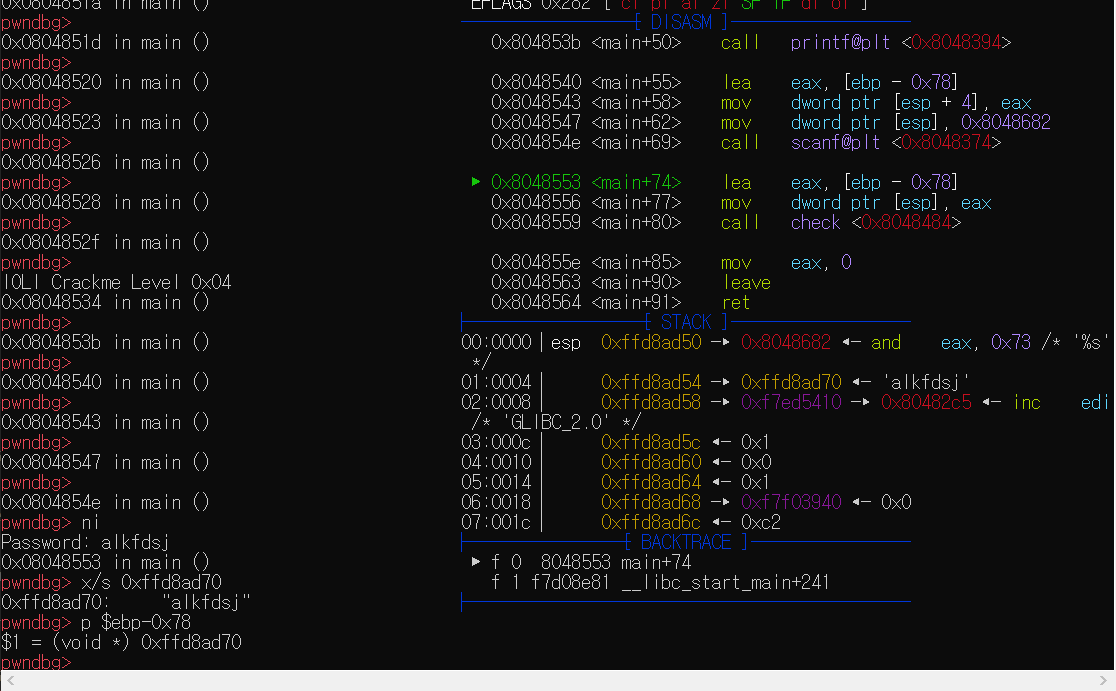 0x0804851a in main ()
pwndbg>
0x0804851d in main ()
pwndbg>
0x08048520 in main ()
pwndbg>
0x08048523 in main ()
pwndbg>
0x08048526 in main ()
pwndbg>
0x08048528 in main ()
pwndbg>
0x0804852f in main ()
pwndbg>
IOLI Crackme Level 0x04
0x08048534 in main ()
pwndbg>
0x0804853b in main ()
pwndbg>
0x08048540 in main ()
pwndbg>
0x08048543 in main ()
pwndbg>
0x08048547 in main ()
pwndbg>
0x0804854e in main ()
pwndbg> ni
Password: alkfdsj
0x08048553 in main ()
pwndbg> x/s 0xffd8ad70
0xffd8ad70: "alkfdsj"
pwndbg> p $ebp-0x78
$1 = (void *) 0xffd8ad70
pwndbg>
EFLAGS 0x282 [ cf pf af zf SF IF df of ]
[ DISASM ]
0x804853b <main+50> call printf@plt <0x8048394>
0x8048540 <main+55> lea eax, [ebp - 0x78]
0x8048543 <main+58> mov dword ptr [esp + 4], eax
0x8048547 <main+62> mov dword ptr [esp], 0x8048682
0x804854e <main+69> call scanf@plt <0x8048374>
► 0x8048553 <main+74> lea eax, [ebp - 0x78]
0x8048556 <main+77> mov dword ptr [esp], eax
0x8048559 <main+80> call check <0x8048484>
0x804855e <main+85> mov eax, 0
0x8048563 <main+90> leave
0x8048564 <main+91> ret
[ STACK ]
00:0000│esp 0xffd8ad50 —▸ 0x8048682 ◂— and eax, 0x73 /* '%s'
*/
01:0004│ 0xffd8ad54 —▸ 0xffd8ad70 ◂— 'alkfdsj'
02:0008│ 0xffd8ad58 —▸ 0xf7ed5410 —▸ 0x80482c5 ◂— inc edi
/* 'GLIBC_2.0' */
03:000c│ 0xffd8ad5c ◂— 0x1
04:0010│ 0xffd8ad60 ◂— 0x0
05:0014│ 0xffd8ad64 ◂— 0x1
06:0018│ 0xffd8ad68 —▸ 0xf7f03940 ◂— 0x0
07:001c│ 0xffd8ad6c ◂— 0xc2
[ BACKTRACE ]
► f 0 8048553 main+74
f 1 f7d08e81 __libc_start_main+241